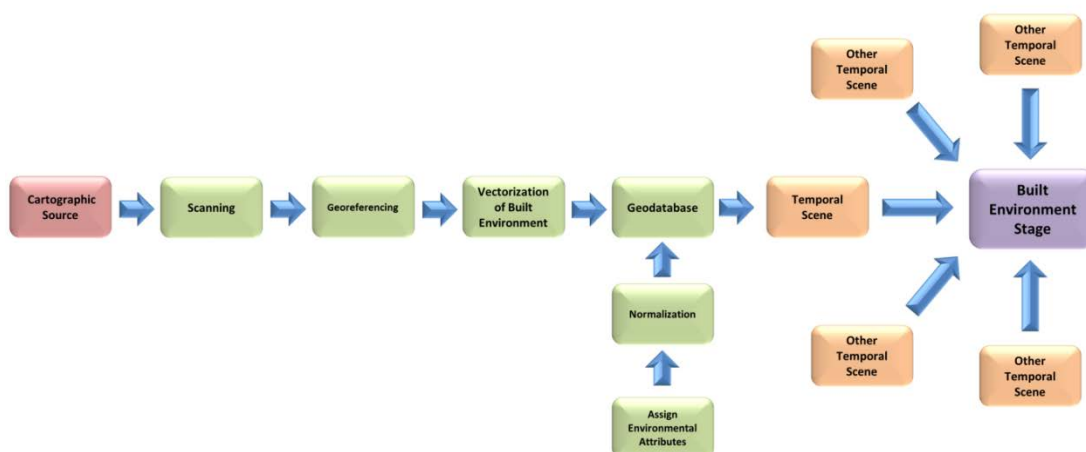 Other
Temporal
Scene
Other
Temporal
Scene
Cartographic
Source
Scanning
Georeferencing
Vectorization
of Built
Environment
Geodatabase
Temporal
Scene
Built
Environment
Stage
Normalization
Other
Temporal
Scene
Other
Temporal
Scene
Assign
Environmental
Attributes